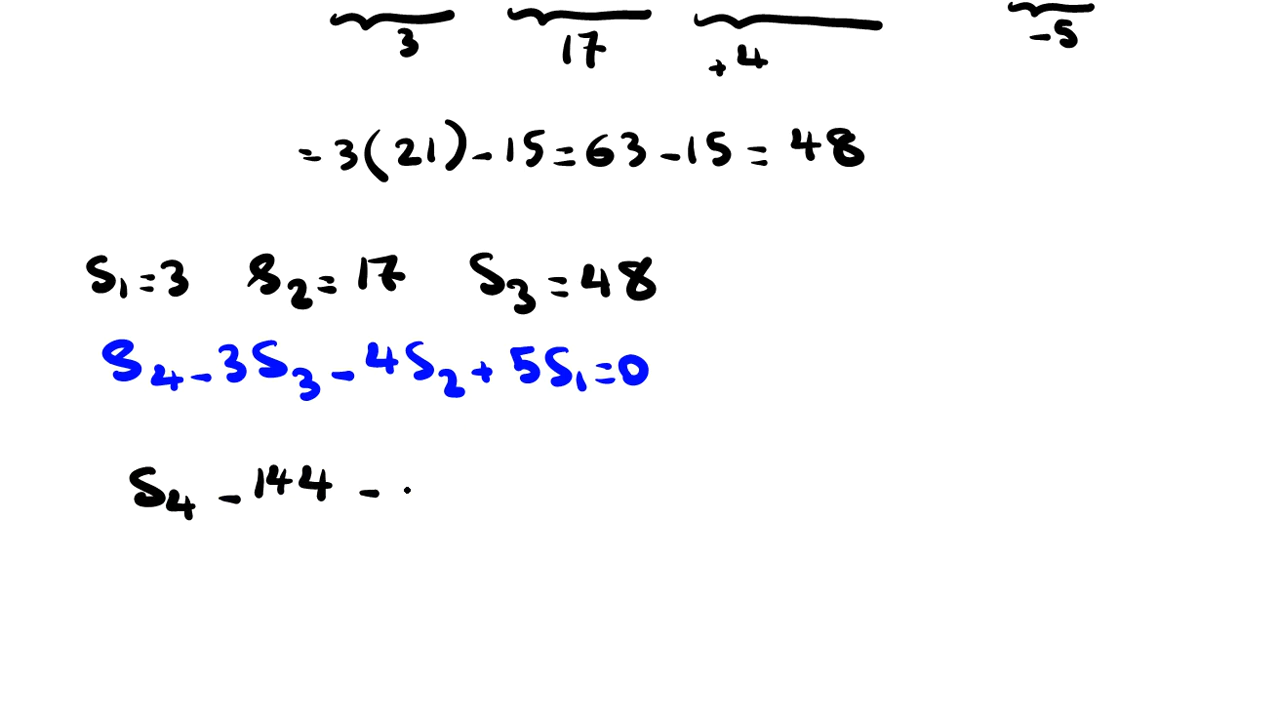 3 17 +4 -5
= 3(21) - 15 = 63 - 15 = 48
S₁ = 3 S₂ = 17 S₃ = 48
S₄ - 3S₃ - 4S₂ + 5S₁ = 0
S₄ - 144 - .